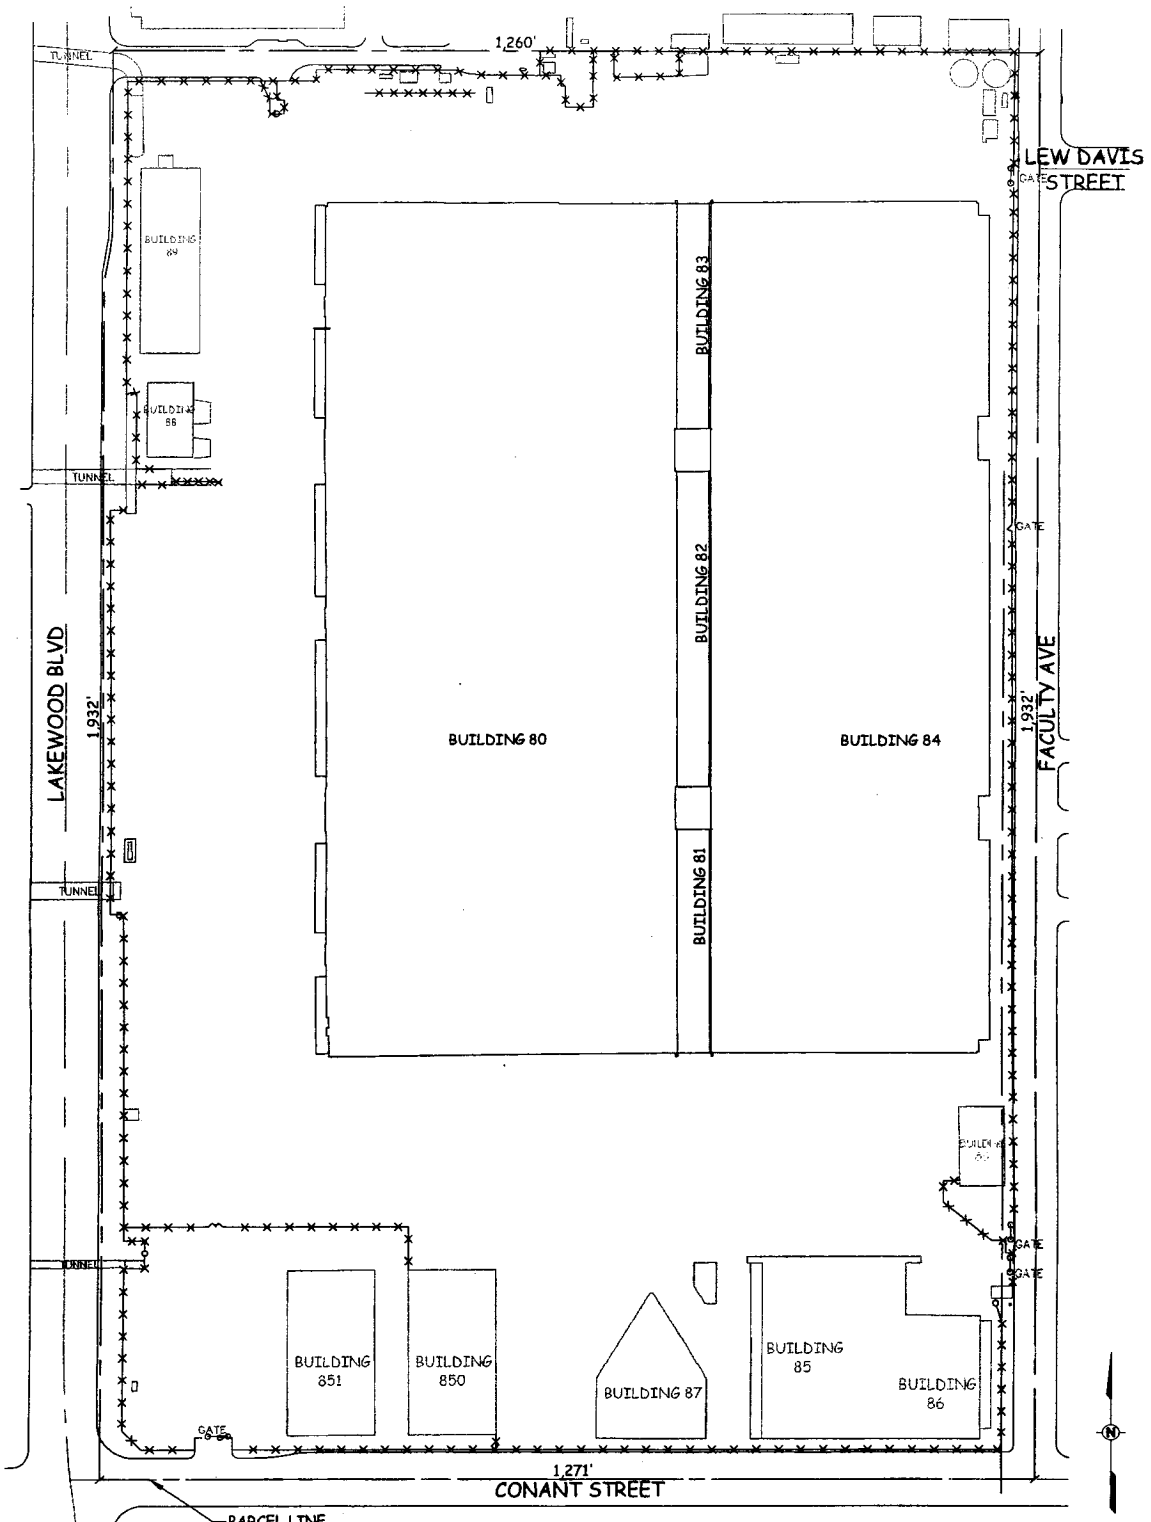 1,260'
TUNNEL
LEW DAVIS
STREET
GATE
BUILDING
89
BUILDING 83
BUILDING
88
TUNNEL
GATE
BUILDING 82
LAKEWOOD BLVD
1,932'
FACULTY AVE
1,932'
BUILDING 80
BUILDING 84
BUILDING 81
TUNNEL
BUILDING
GATE
TUNNEL
GATE
BUILDING
851
BUILDING
850
BUILDING 87
BUILDING
85
BUILDING
86
GATE
N
1,271'
CONANT STREET
PARCEL LINE